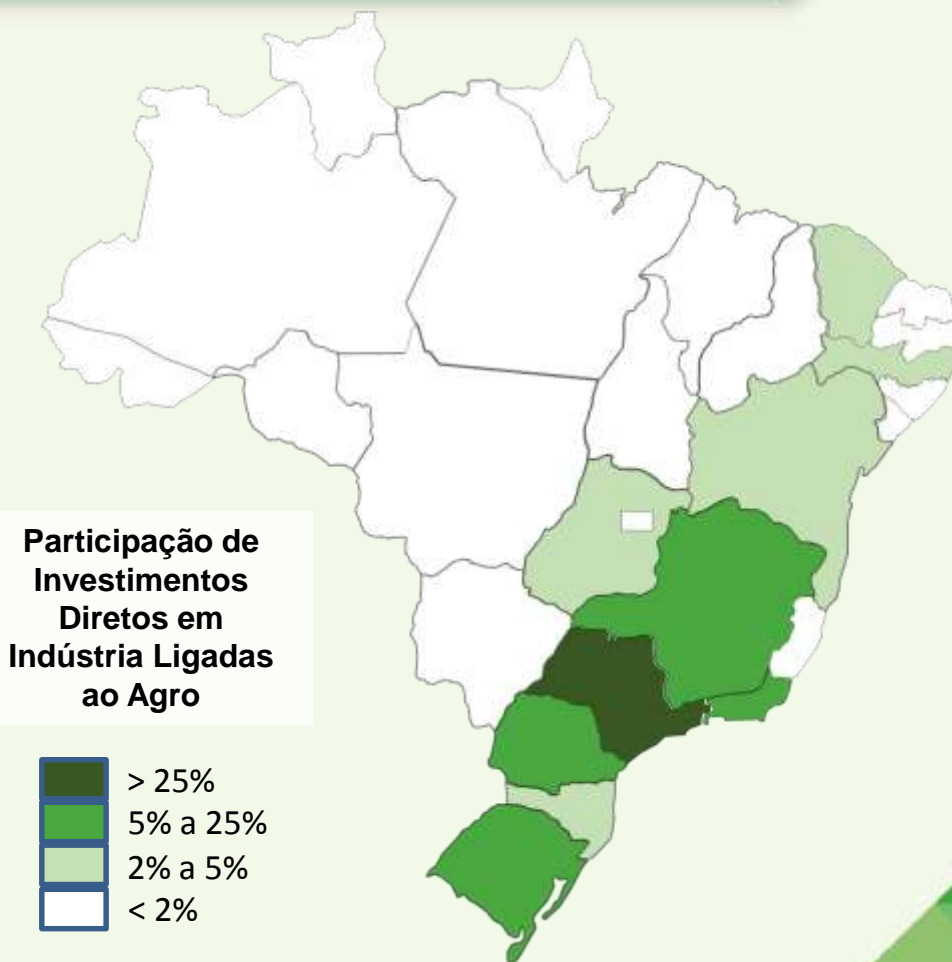 Participação de
Investimentos
Diretos em
Indústria Ligadas
ao Agro
> 25%
5% a 25%
2% a 5%
< 2%